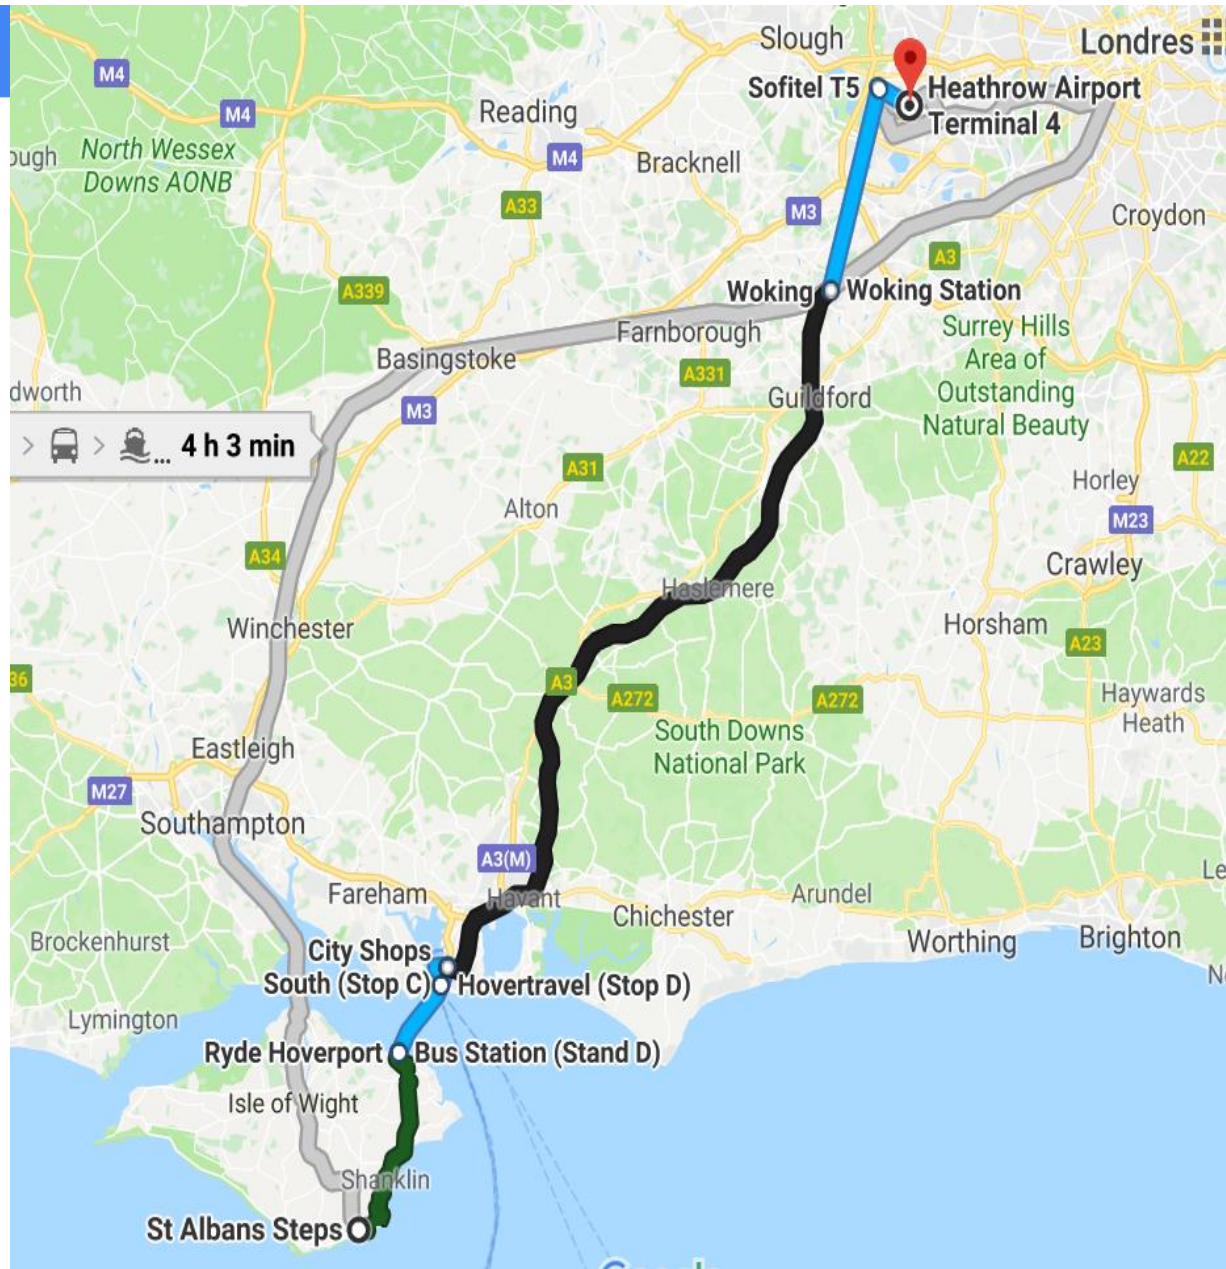 Slough
Londres
M4
Sofitel T5
Heathrow Airport
Terminal 4
M4
Reading
ough
North Wessex
Downs AONB
M4
Bracknell
A33
M3
Croydon
A3
A339
Woking
Woking Station
Farnborough
Surrey Hills
Area of
Outstanding
Natural Beauty
Basingstoke
A331
dworth
M3
Guildford
> > ... 4 h 3 min
A31
A22
Horley
Alton
M23
A34
Crawley
Haslemere
Winchester
Horsham
A23
36
A3
A272
A272
Haywards
Heath
South Downs
National Park
Eastleigh
M27
Southampton
A3(M)
Le
Fareham
Havant
Arundel
Chichester
Brockenhurst
Worthing
Brighton
City Shops
South (Stop C)
Hovertravel (Stop D)
Lymington
Ryde Hoverport
Bus Station (Stand D)
Isle of Wight
Shanklin
St Albans Steps